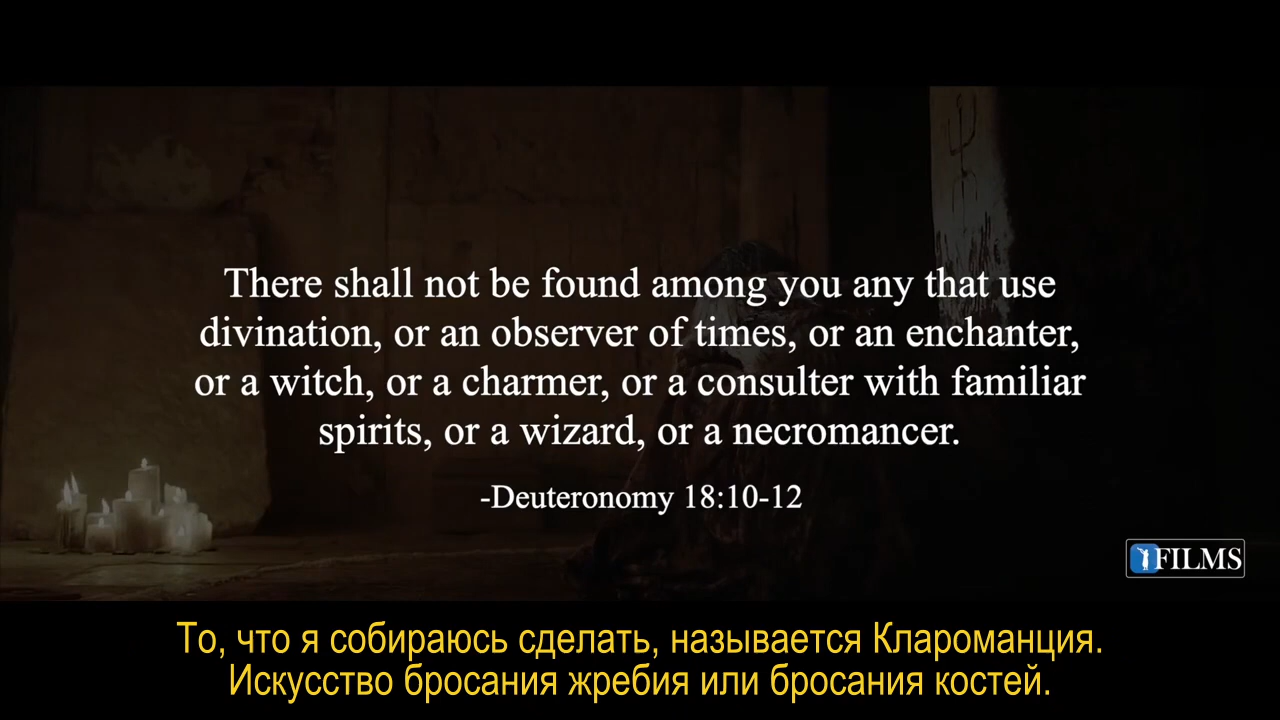 There shall not be found among you any that use
divination, or an observer of times, or an enchanter,
or a witch, or a charmer, or a consulter with familiar
spirits, or a wizard, or a necromancer.
-Deuteronomy 18:10-12
FILMS
То, что я собираюсь сделать, называется Клароманция.
Искусство бросания жребия или бросания костей.